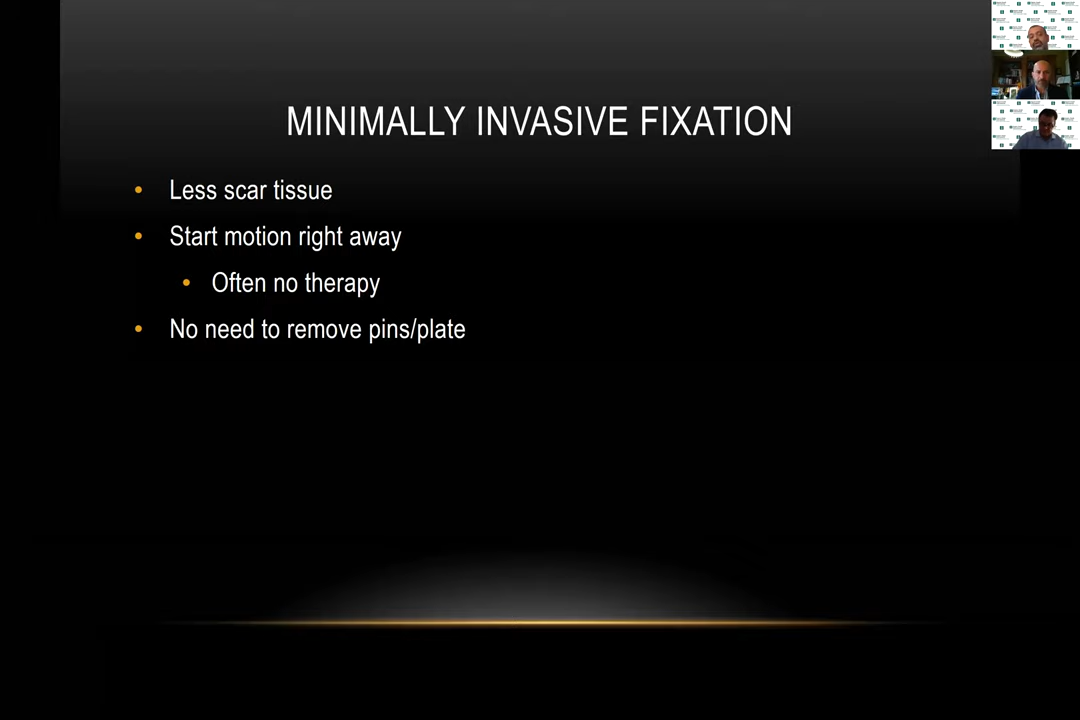 MINIMALLY INVASIVE FIXATION
Less scar tissue
Start motion right away
Often no therapy
No need to remove pins/plate